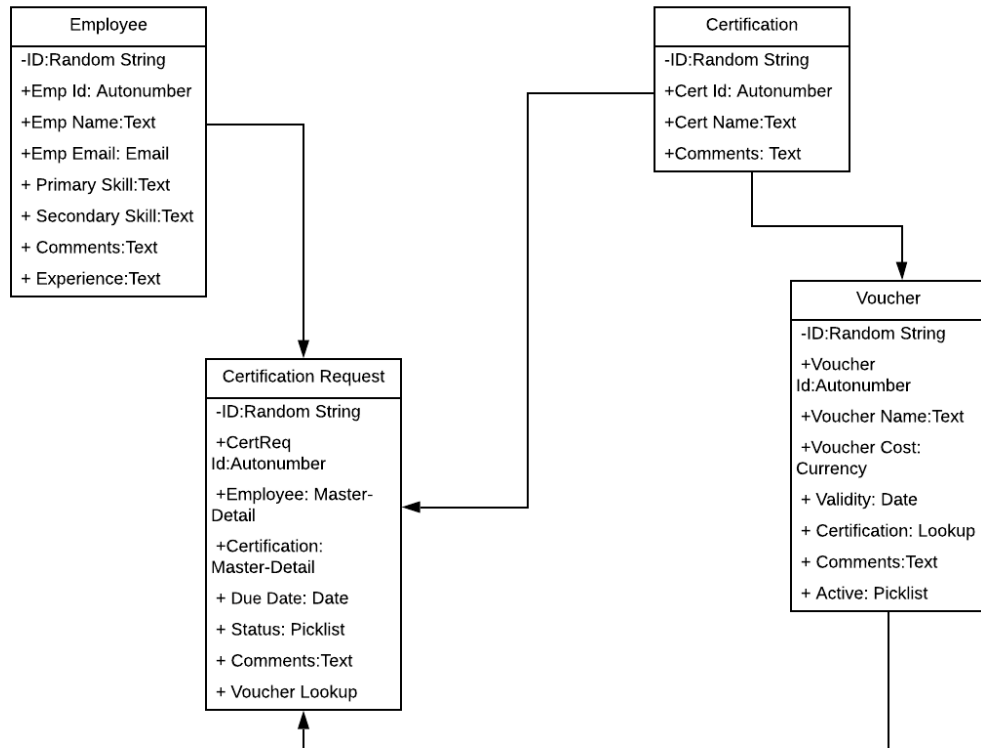 Employee
-ID:Random String
+Emp Id: Autonumber
+Emp Name:Text
+Emp Email: Email
+ Primary Skill:Text
+ Secondary Skill:Text
+ Comments:Text
+ Experience:Text
Certification
-ID:Random String
+Cert Id: Autonumber
+Cert Name:Text
+Comments: Text
Certification Request
-ID:Random String
+CertReq
Id:Autonumber
+Employee: Master-
Detail
+Certification:
Master-Detail
+ Due Date: Date
+ Status: Picklist
+ Comments:Text
+ Voucher Lookup
Voucher
-ID:Random String
+Voucher
Id:Autonumber
+Voucher Name:Text
+Voucher Cost:
Currency
+ Validity: Date
+ Certification: Lookup
+ Comments:Text
+ Active: Picklist